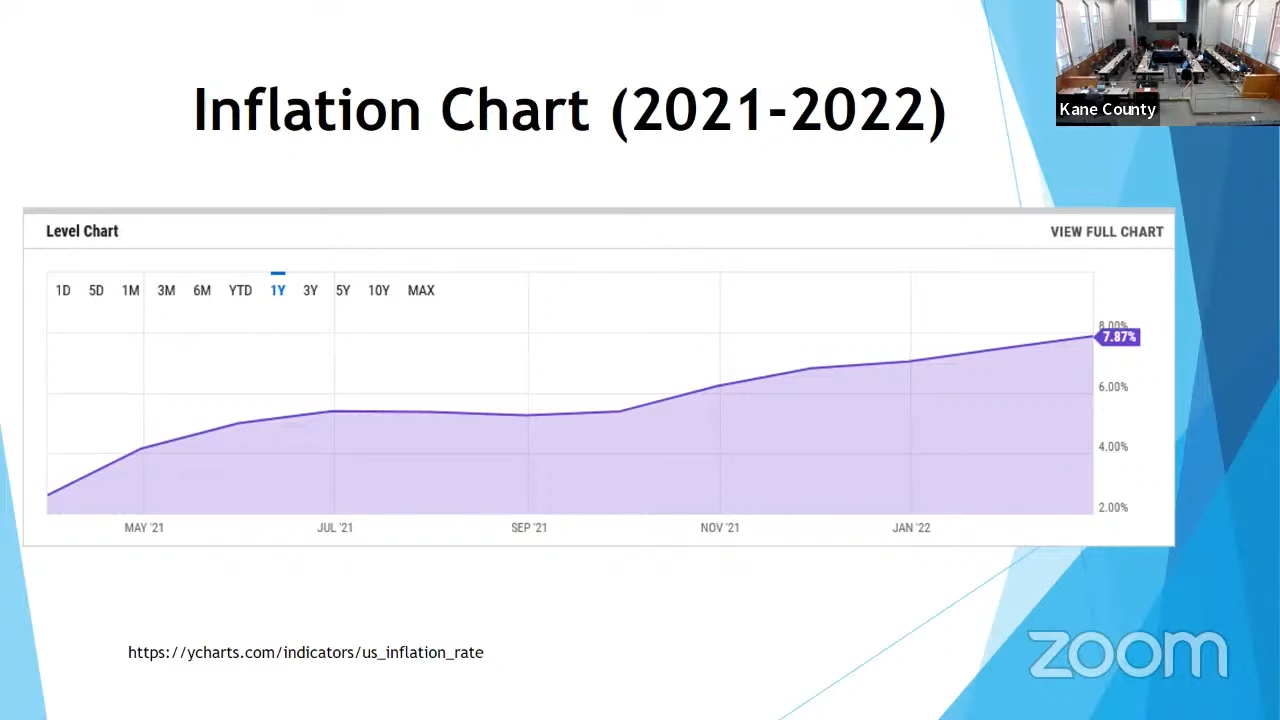 Inflation Chart (2021-2022)
Kane County
Level Chart
VIEW FULL CHART
1D 5D 1M 3M 6M YTD 1Y 3Y 5Y 10Y MAX
8.00%
7.87%
6.00%
4.00%
2.00%
MAY '21 JUL '21 SEP '21 NOV '21 JAN '22
https://ycharts.com/indicators/us_inflation_rate
zoom